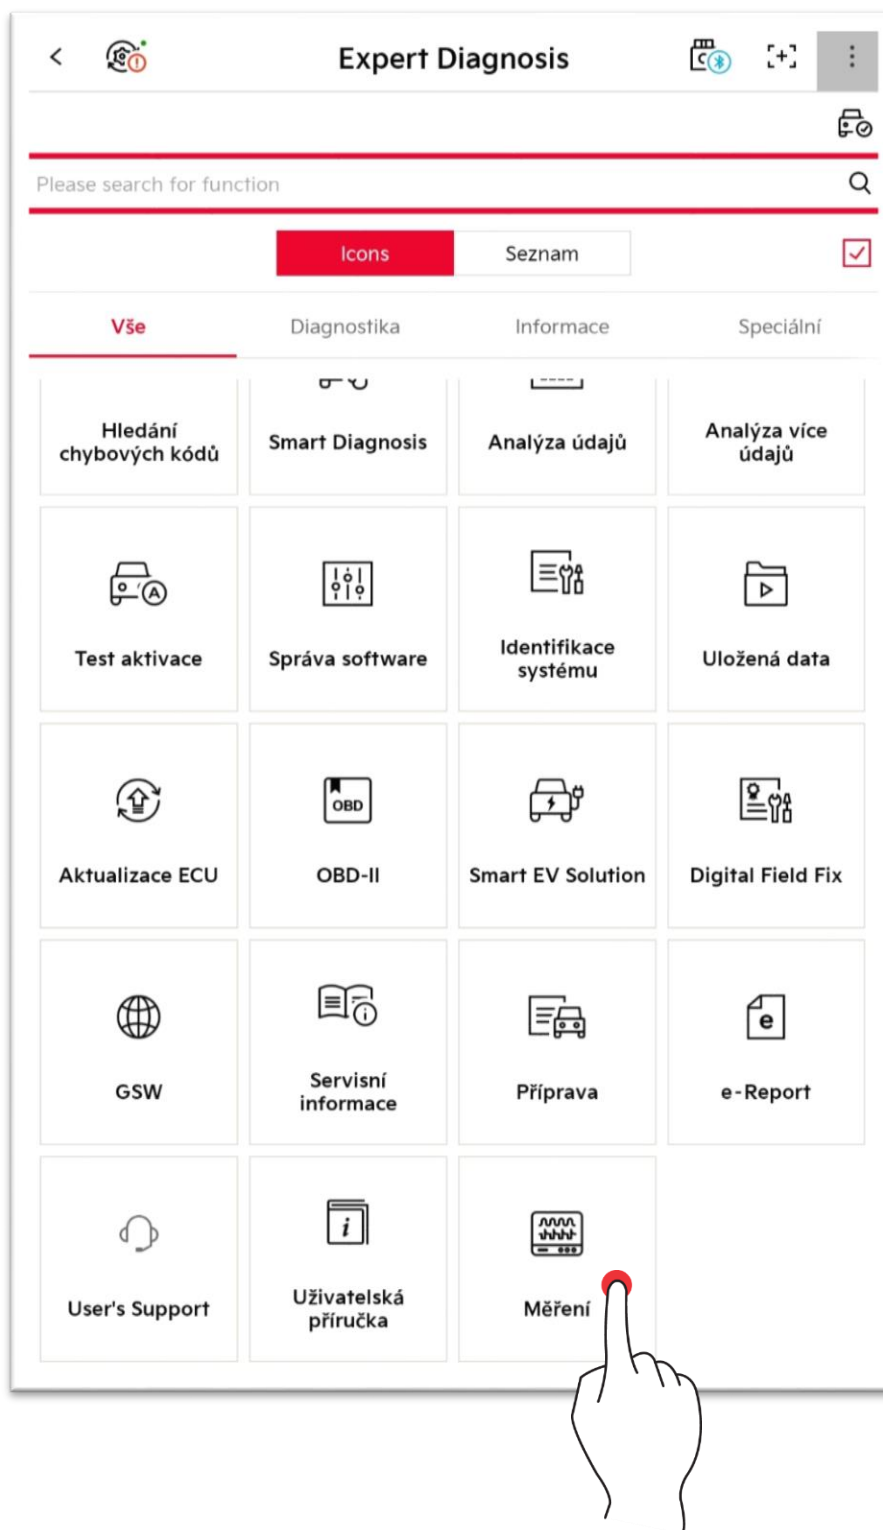 Expert Diagnosis
Please search for function
Icons
Seznam
Vše
Diagnostika
Informace
Speciální
Hledání
chybových kódů
Smart Diagnosis
Analýza údajů
Analýza více
údajů
A
Test aktivace
Správa software
Identifikace
systému
Uložená data
Aktualizace ECU
OBD
OBD-II
Smart EV Solution
Digital Field Fix
GSW
i
Servisní
informace
Příprava
e
e-Report
User's Support
i
Uživatelská
příručka
Měření